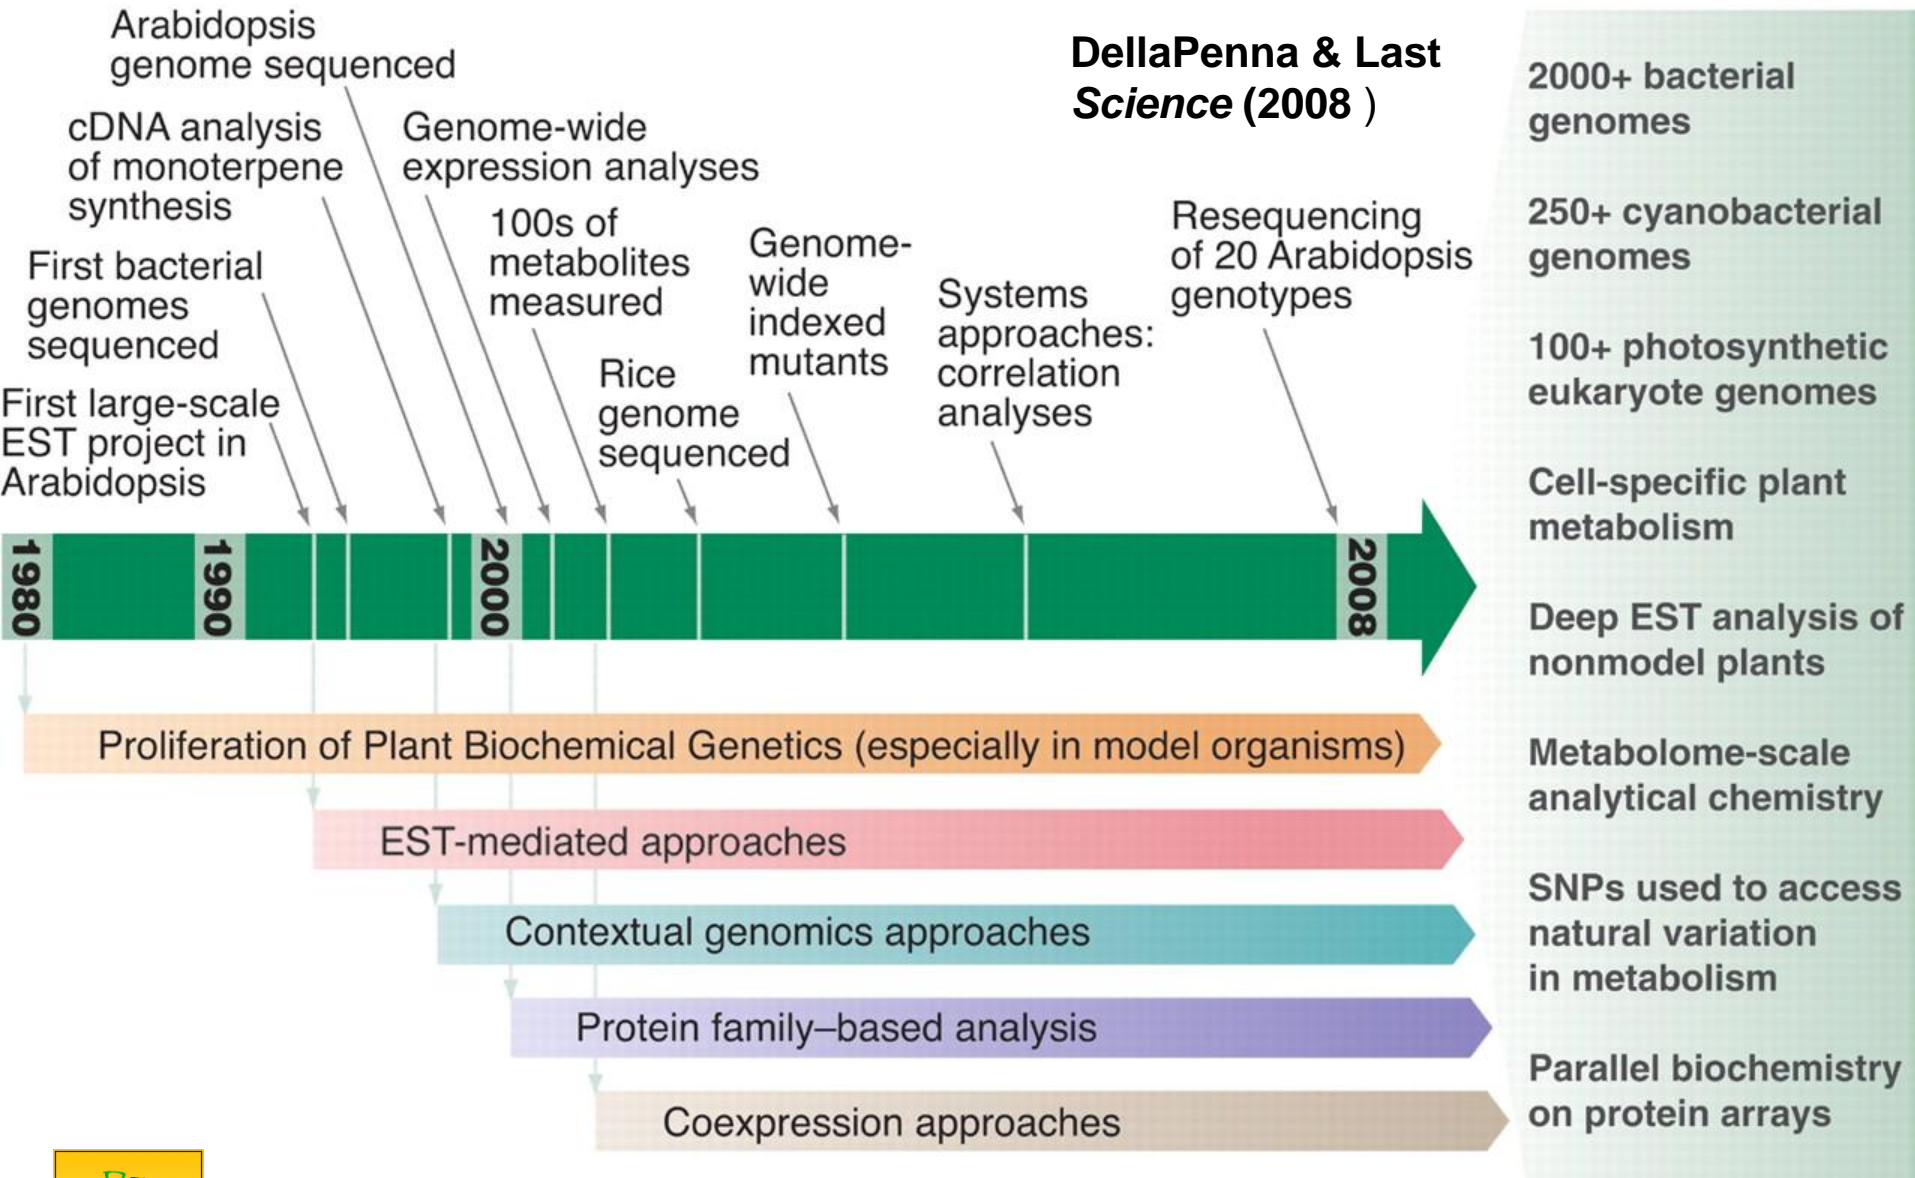 Arabidopsis
genome sequenced
cDNA analysis
of monoterpene
synthesis
First bacterial
genomes
sequenced
First large-scale
EST project in
Arabidopsis
Genome-wide
expression analyses
100s of
metabolites
measured
Rice
genome
sequenced
Genome-
wide
indexed
mutants
Systems
approaches:
correlation
analyses
Resequencing
of 20 Arabidopsis
genotypes
DellaPenna & Last
Science (2008 )
1980
1990
2000
2008
Proliferation of Plant Biochemical Genetics (especially in model organisms)
EST-mediated approaches
Contextual genomics approaches
Protein family–based analysis
Coexpression approaches
2000+ bacterial
genomes
250+ cyanobacterial
genomes
100+ photosynthetic
eukaryote genomes
Cell-specific plant
metabolism
Deep EST analysis of
nonmodel plants
Metabolome-scale
analytical chemistry
SNPs used to access
natural variation
in metabolism
Parallel biochemistry
on protein arrays